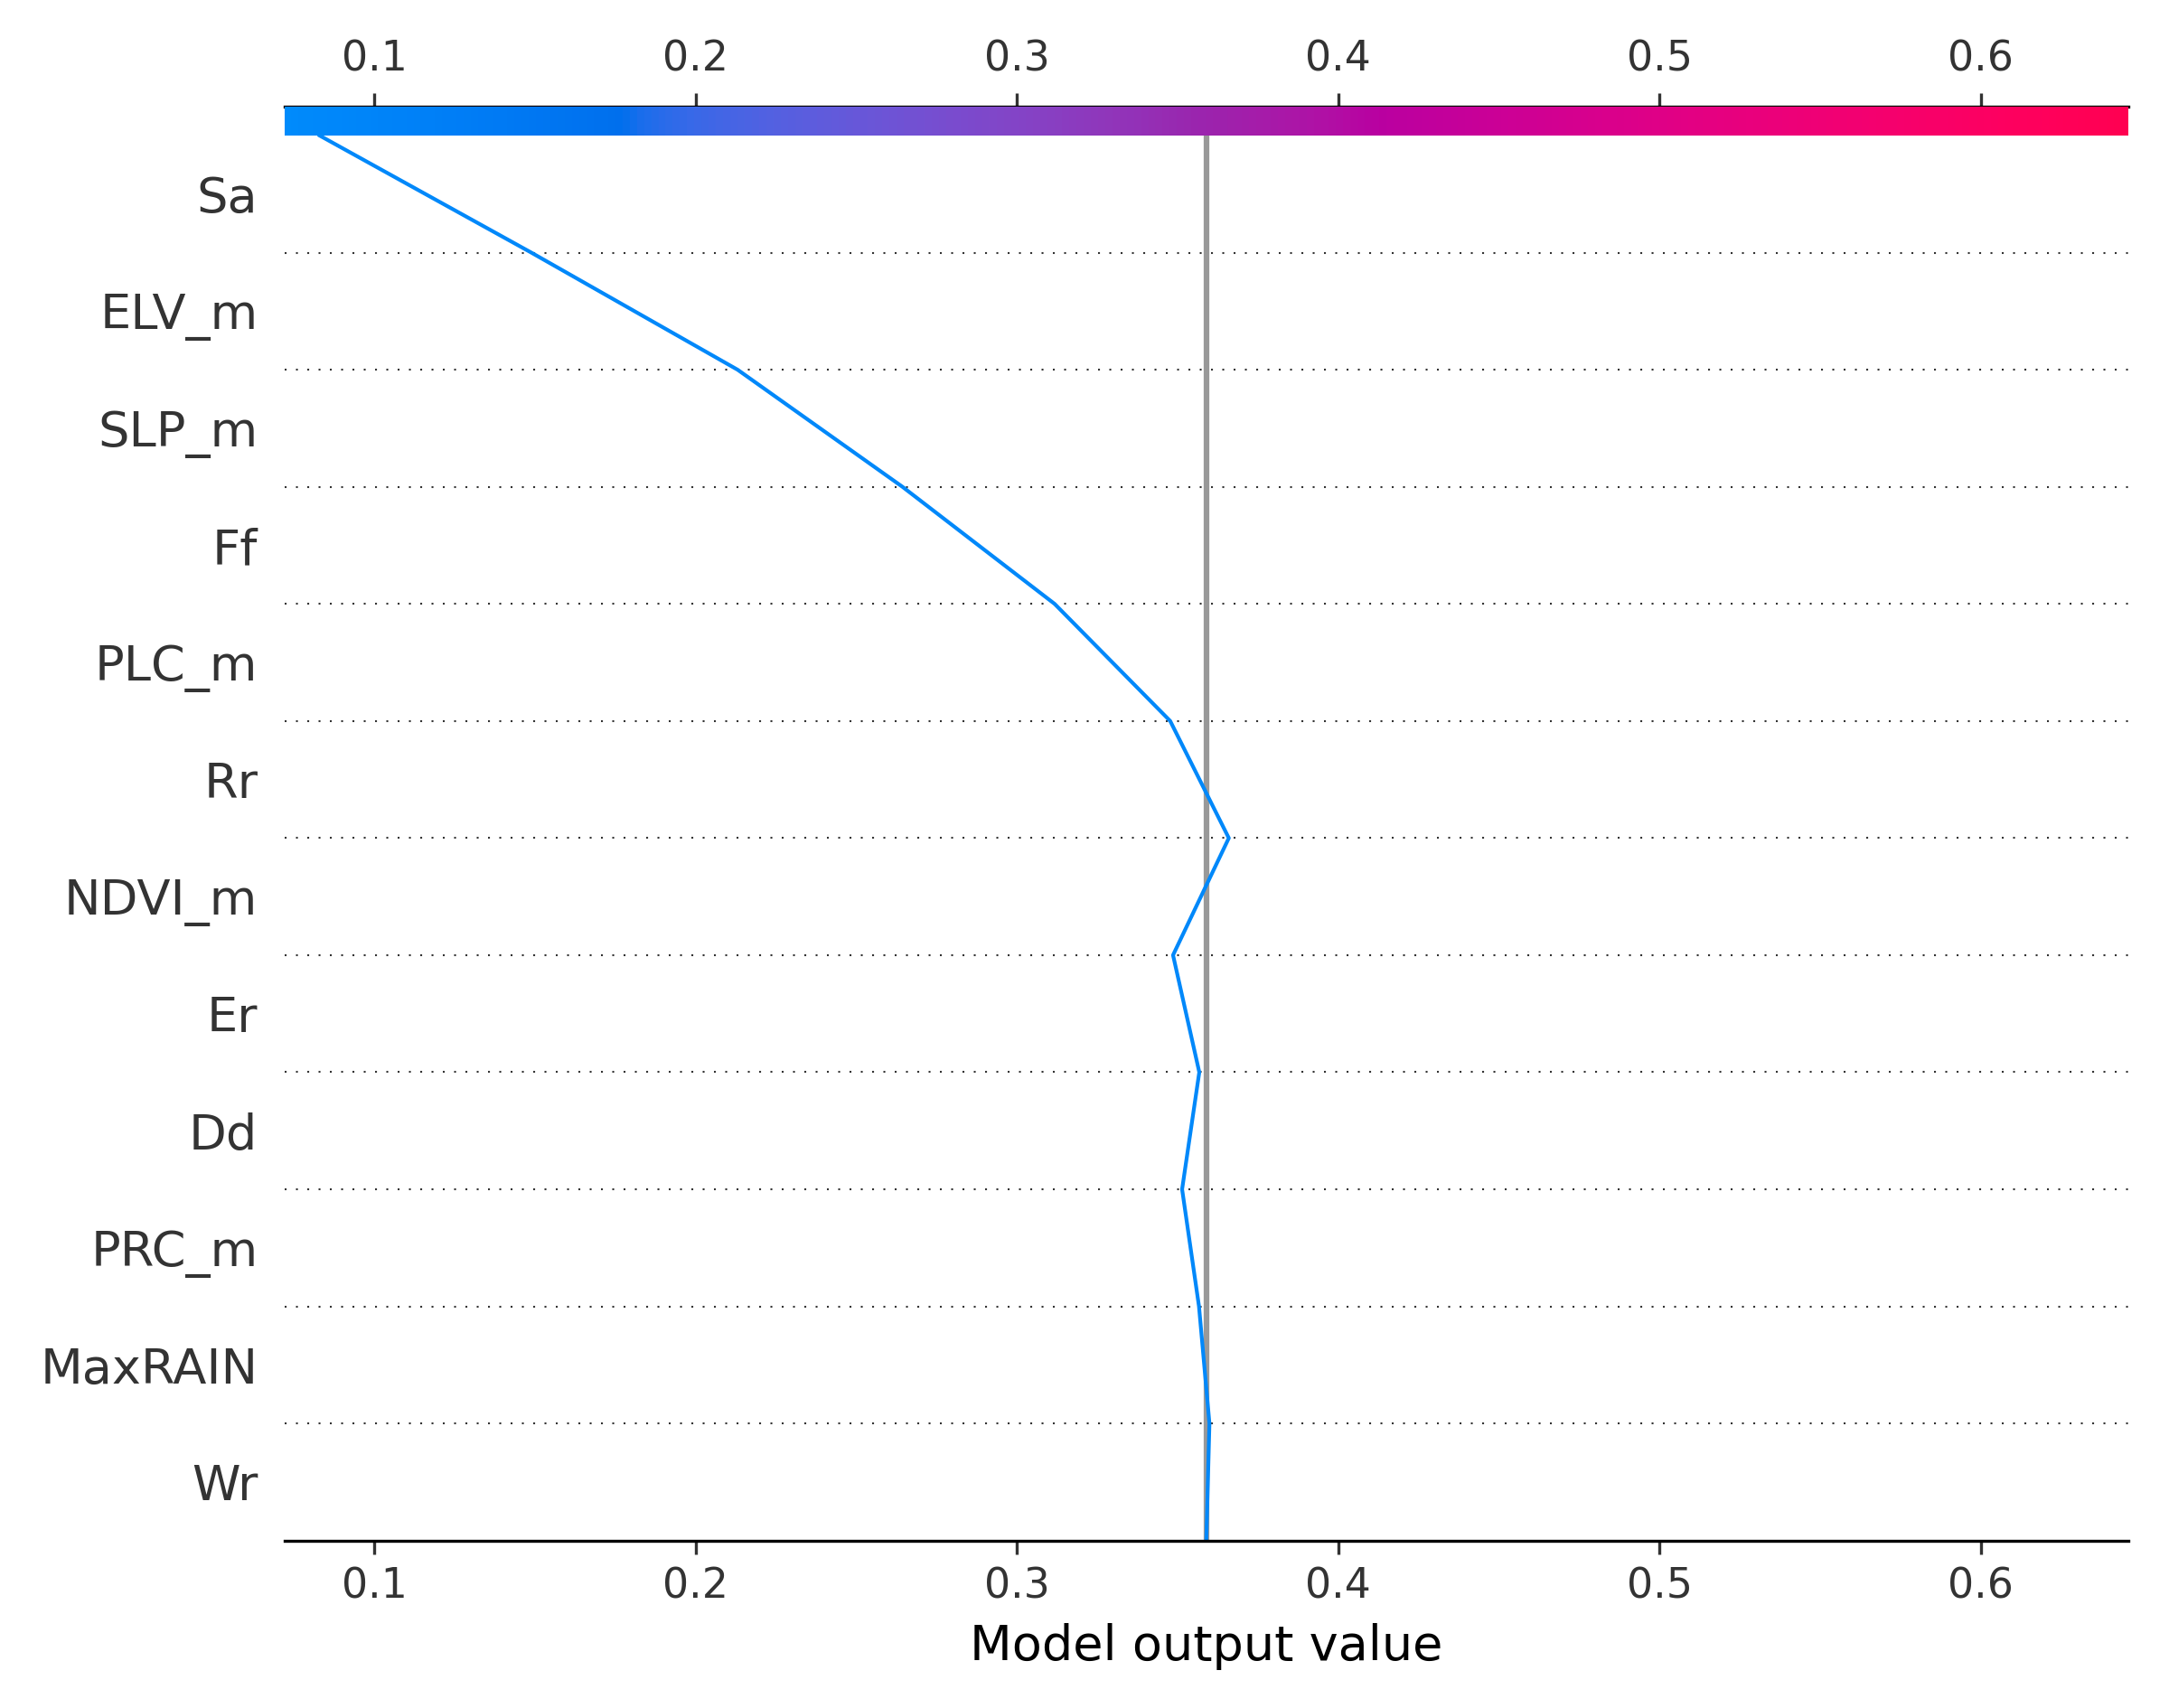 0.1 0.2 0.3 0.4 0.5 0.6
Sa
ELV_m
SLP_m
Ff
PLC_m
Rr
NDVI_m
Er
Dd
PRC_m
MaxRAIN
Wr
0.1 0.2 0.3 0.4 0.5 0.6
Model output value